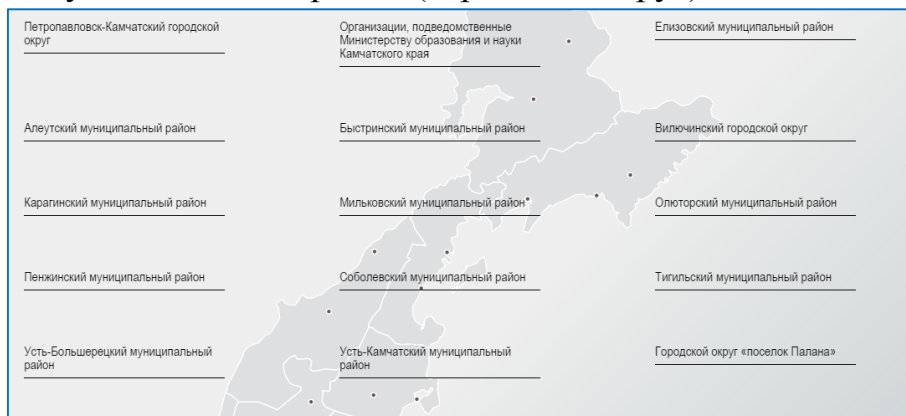 Петропавловск-Камчатский городской
округ
Организации, подведомственные
Министерству образования и науки
Камчатского края
Елизовский муниципальный район
Алеутский муниципальный район
Быстринский муниципальный район
Вилючинский городской округ
Карагинский муниципальный район
Мильковский муниципальный район
Олюторский муниципальный район
Пенжинский муниципальный район
Соболевский муниципальный район
Тигильский муниципальный район
Усть-Большерецкий муниципальный
район
Усть-Камчатский муниципальный
район
Городской округ «поселок Палана»